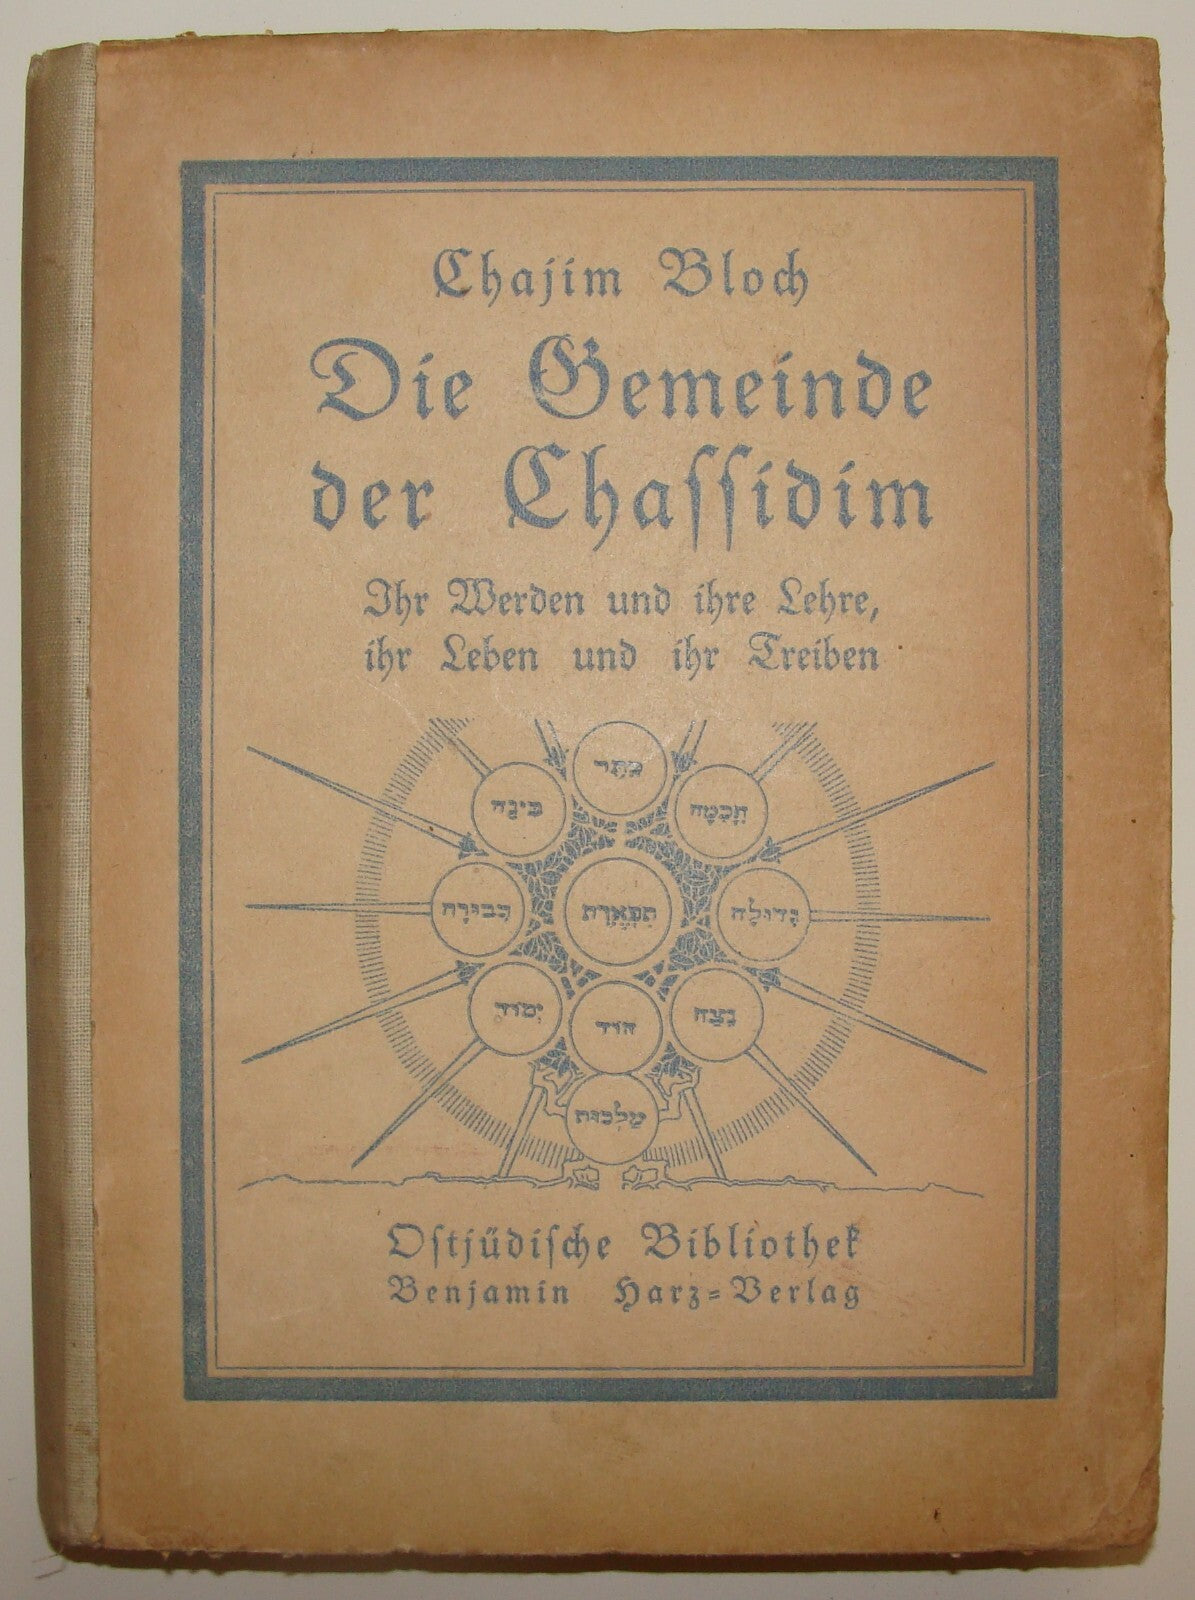 Chajim Bloch
Die Gemeinde
der Chaſſidim
Ihr Werden und ihre Lehre,
ihr Leben und ihr Treiben
כתר
בינה
חכמה
גבורה
תפארת
גדולה
יסוד
הוד
נצח
מלכות
Oſtjüdiſche Bibliothek
Benjamin Harz=Verlag